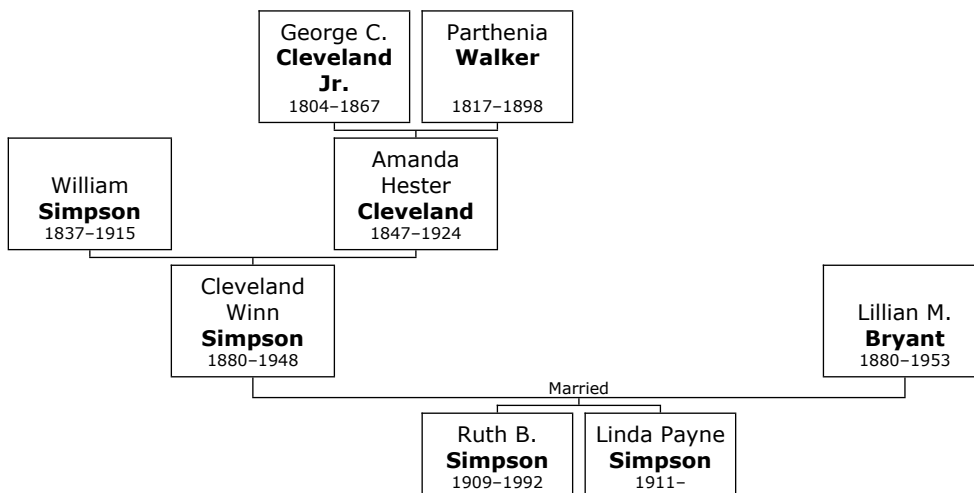 George C.
Cleveland
Jr.
1804–1867
Parthenia
Walker
1817–1898
William
Simpson
1837–1915
Amanda
Hester
Cleveland
1847–1924
Cleveland
Winn
Simpson
1880–1948
Lillian M.
Bryant
1880–1953
Married
Ruth B.
Simpson
1909–1992
Linda Payne
Simpson
1911–